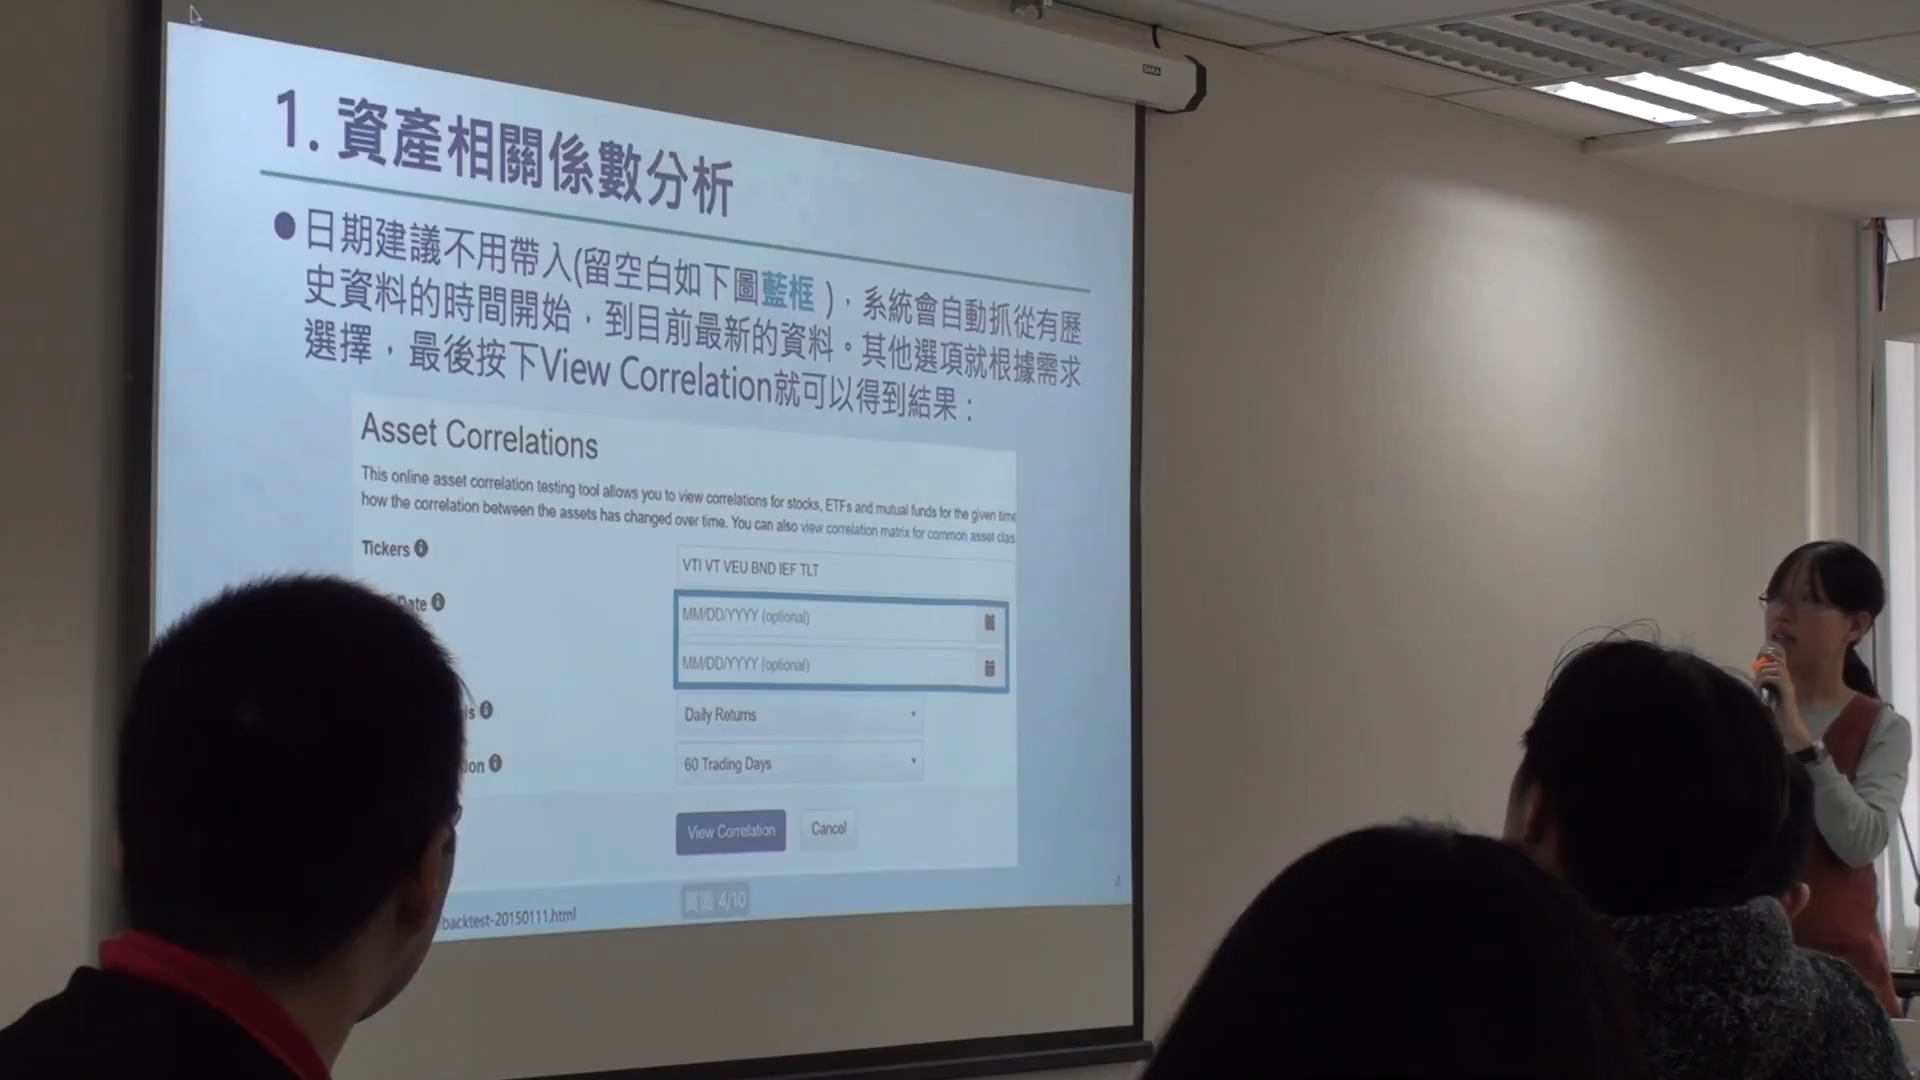 1. 資產相關係數分析
●日期建議不用帶入(留空白如下圖藍框)，系統會自動抓從有歷
史資料的時間開始，到目前最新的資料。其他選項就根據需求
選擇，最後按下View Correlation就可以得到結果：
Asset Correlations
This online asset correlation testing tool allows you to view correlations for stocks, ETFs and mutual funds for the given time
how the correlation between the assets has changed over time. You can also view correlation matrix for common asset clas
Tickers
VTI VT VEU BND IEF TLT
Date
MM/DD/YYYY (optional)
MM/DD/YYYY (optional)
Daily Returns
60 Trading Days
View Correlation
Cancel
頁面 4/10
4
backtest-20150111.html